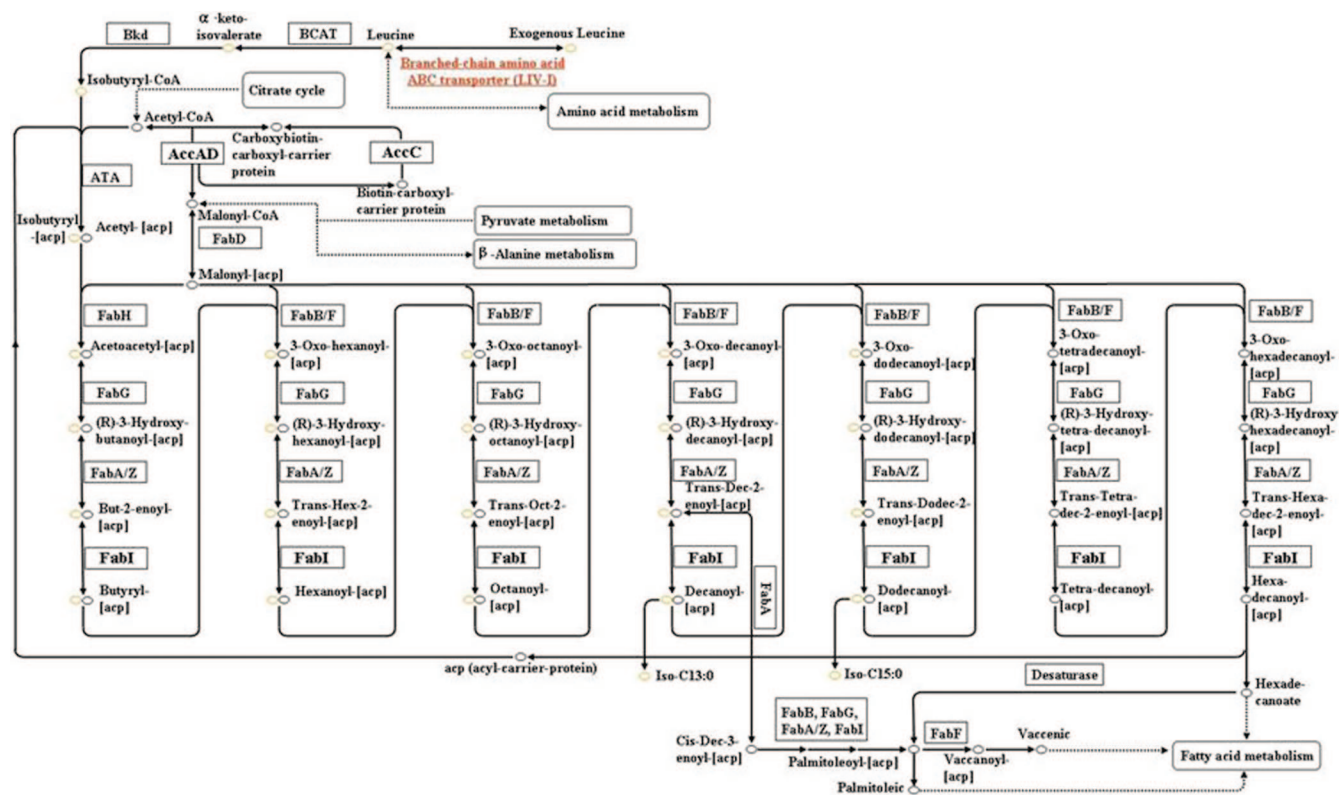 α -keto-
isovalerate
Bkd
BCAT
Leucine
Exogenous Leucine
Branched-chain amino acid
ABC transporter (LIV-I)
Isobutyryl-CoA
Citrate cycle
Amino acid metabolism
Acetyl-CoA
Carboxybiotin-
carboxyl-carrier
protein
AccAD
AccC
ATA
Biotin-carboxyl-
carrier protein
Isobutyryl
-[acp]
Acetyl- [acp]
Malonyl-CoA
Pyruvate metabolism
FabD
β -Alanine metabolism
Malonyl-[acp]
FabH
FabB/F
FabB/F
FabB/F
FabB/F
FabB/F
FabB/F
Acetoacetyl-[acp]
3-Oxo-hexanoyl-
[acp]
3-Oxo-octanoyl-
[acp]
3-Oxo-decanoyl-
[acp]
3-Oxo-
dodecanoyl-
[acp]
3-Oxo-
tetradecanoyl-
[acp]
3-Oxo-
hexadecanoyl-
[acp]
FabG
FabG
FabG
FabG
FabG
FabG
FabG
(R)-3-Hydroxy-
butanoyl-[acp]
(R)-3-Hydroxy-
hexanoyl-[acp]
(R)-3-Hydroxy-
octanoyl-[acp]
(R)-3-Hydroxy-
decanoyl-[acp]
(R)-3-Hydroxy-
dodecanoyl-[acp]
(R)-3-Hydroxy-
tetra-decanoyl-
[acp]
(R)-3-Hydroxy
hexadecanoyl-
[acp]
FabA/Z
FabA/Z
FabA/Z
FabA/Z
FabA/Z
FabA/Z
FabA/Z
But-2-enoyl-
[acp]
Trans-Hex-2-
enoyl-[acp]
Trans-Oct-2-
enoyl-[acp]
Trans-Dec-2-
enoyl-[acp]
Trans-Dodec-2-
enoyl-[acp]
Trans-Tetra-
dec-2-enoyl-[acp]
Trans-Hexa-
dec-2-enoyl-
[acp]
FabI
FabI
FabI
FabI
FabA
FabI
FabI
FabI
Butyryl-
[acp]
Hexanoyl-[acp]
Octanoyl-
[acp]
Decanoyl-
[acp]
Dodecanoyl-
[acp]
Tetra-decanoyl-
[acp]
Hexa-
decanoyl-
[acp]
acp (acyl-carrier-protein)
Iso-C13:0
Iso-C15:0
Desaturase
Hexade-
canoate
FabB, FabG,
FabA/Z, FabI
Cis-Dec-3-
enoyl-[acp]
Palmitoleoyl-[acp]
FabF
Vaccanoyl-
[acp]
Vaccenic
Fatty acid metabolism
Palmitoleic